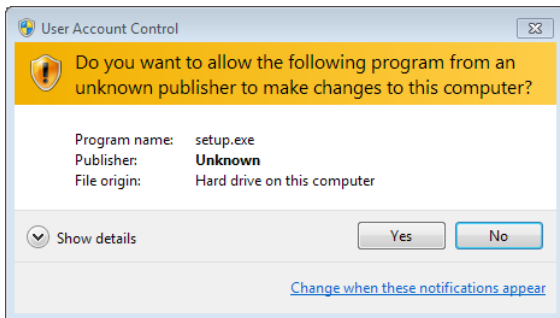 User Account Control
Do you want to allow the following program from an
unknown publisher to make changes to this computer?
Program name: setup.exe
Publisher: Unknown
File origin: Hard drive on this computer
Show details
Yes
No
Change when these notifications appear